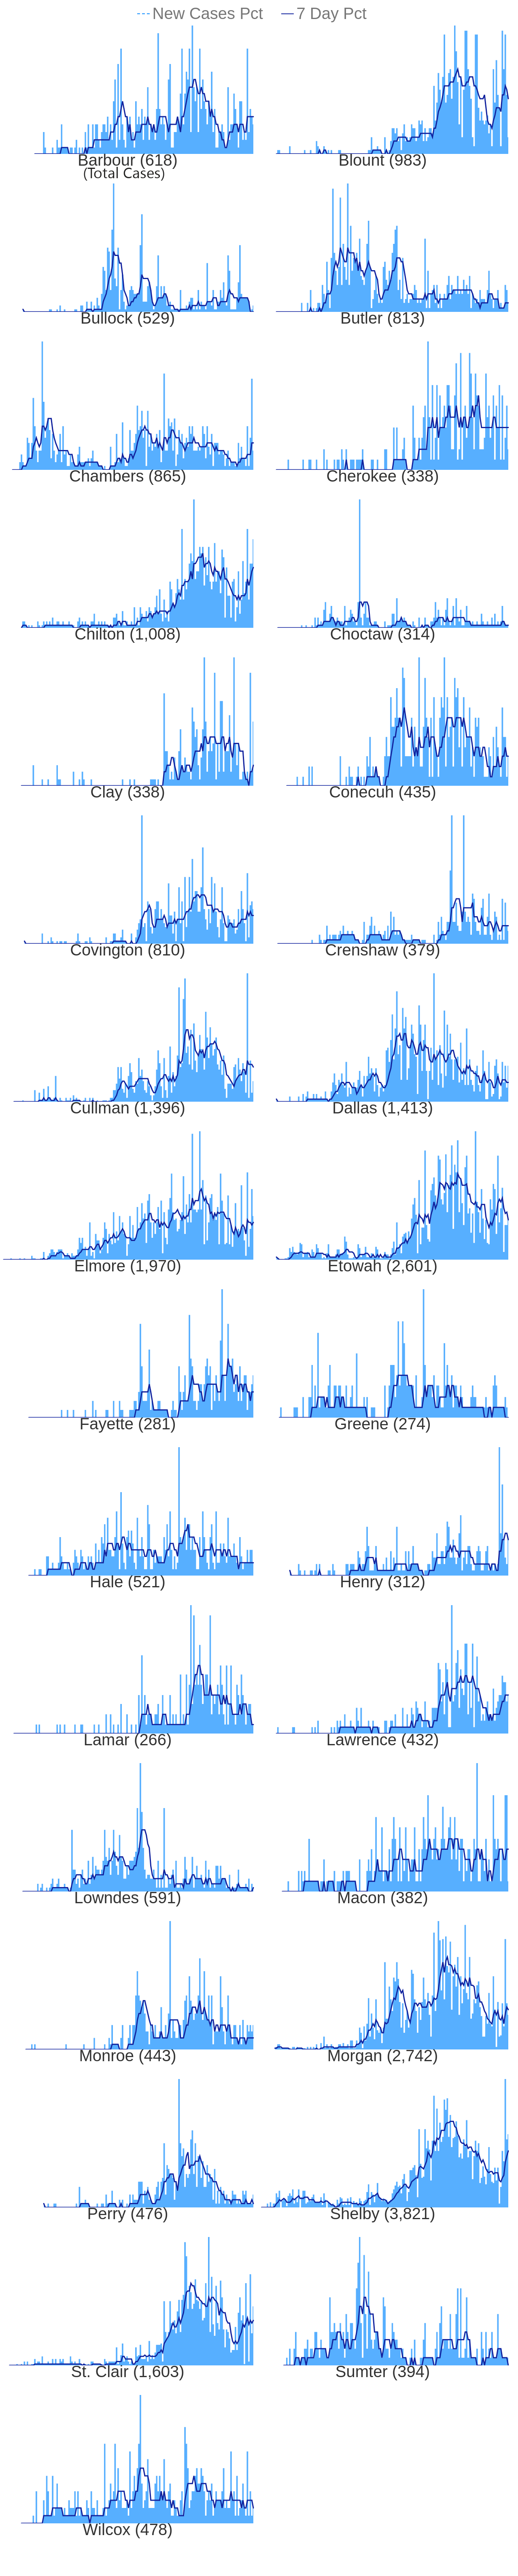 New Cases Pct 7 Day Pct
Barbour (618) Blount (983)
(Total Cases)
Bullock (529) Butler (813)
Chambers (865) Cherokee (338)
Chilton (1,008) Choctaw (314)
Clay (338) Conecuh (435)
Covington (810) Crenshaw (379)
Cullman (1,396) Dallas (1,413)
Elmore (1,970) Etowah (2,601)
Fayette (281) Greene (274)
Hale (521) Henry (312)
Lamar (266) Lawrence (432)
Lowndes (591) Macon (382)
Monroe (443) Morgan (2,742)
Perry (476) Shelby (3,821)
St. Clair (1,603) Sumter (394)
Wilcox (478)